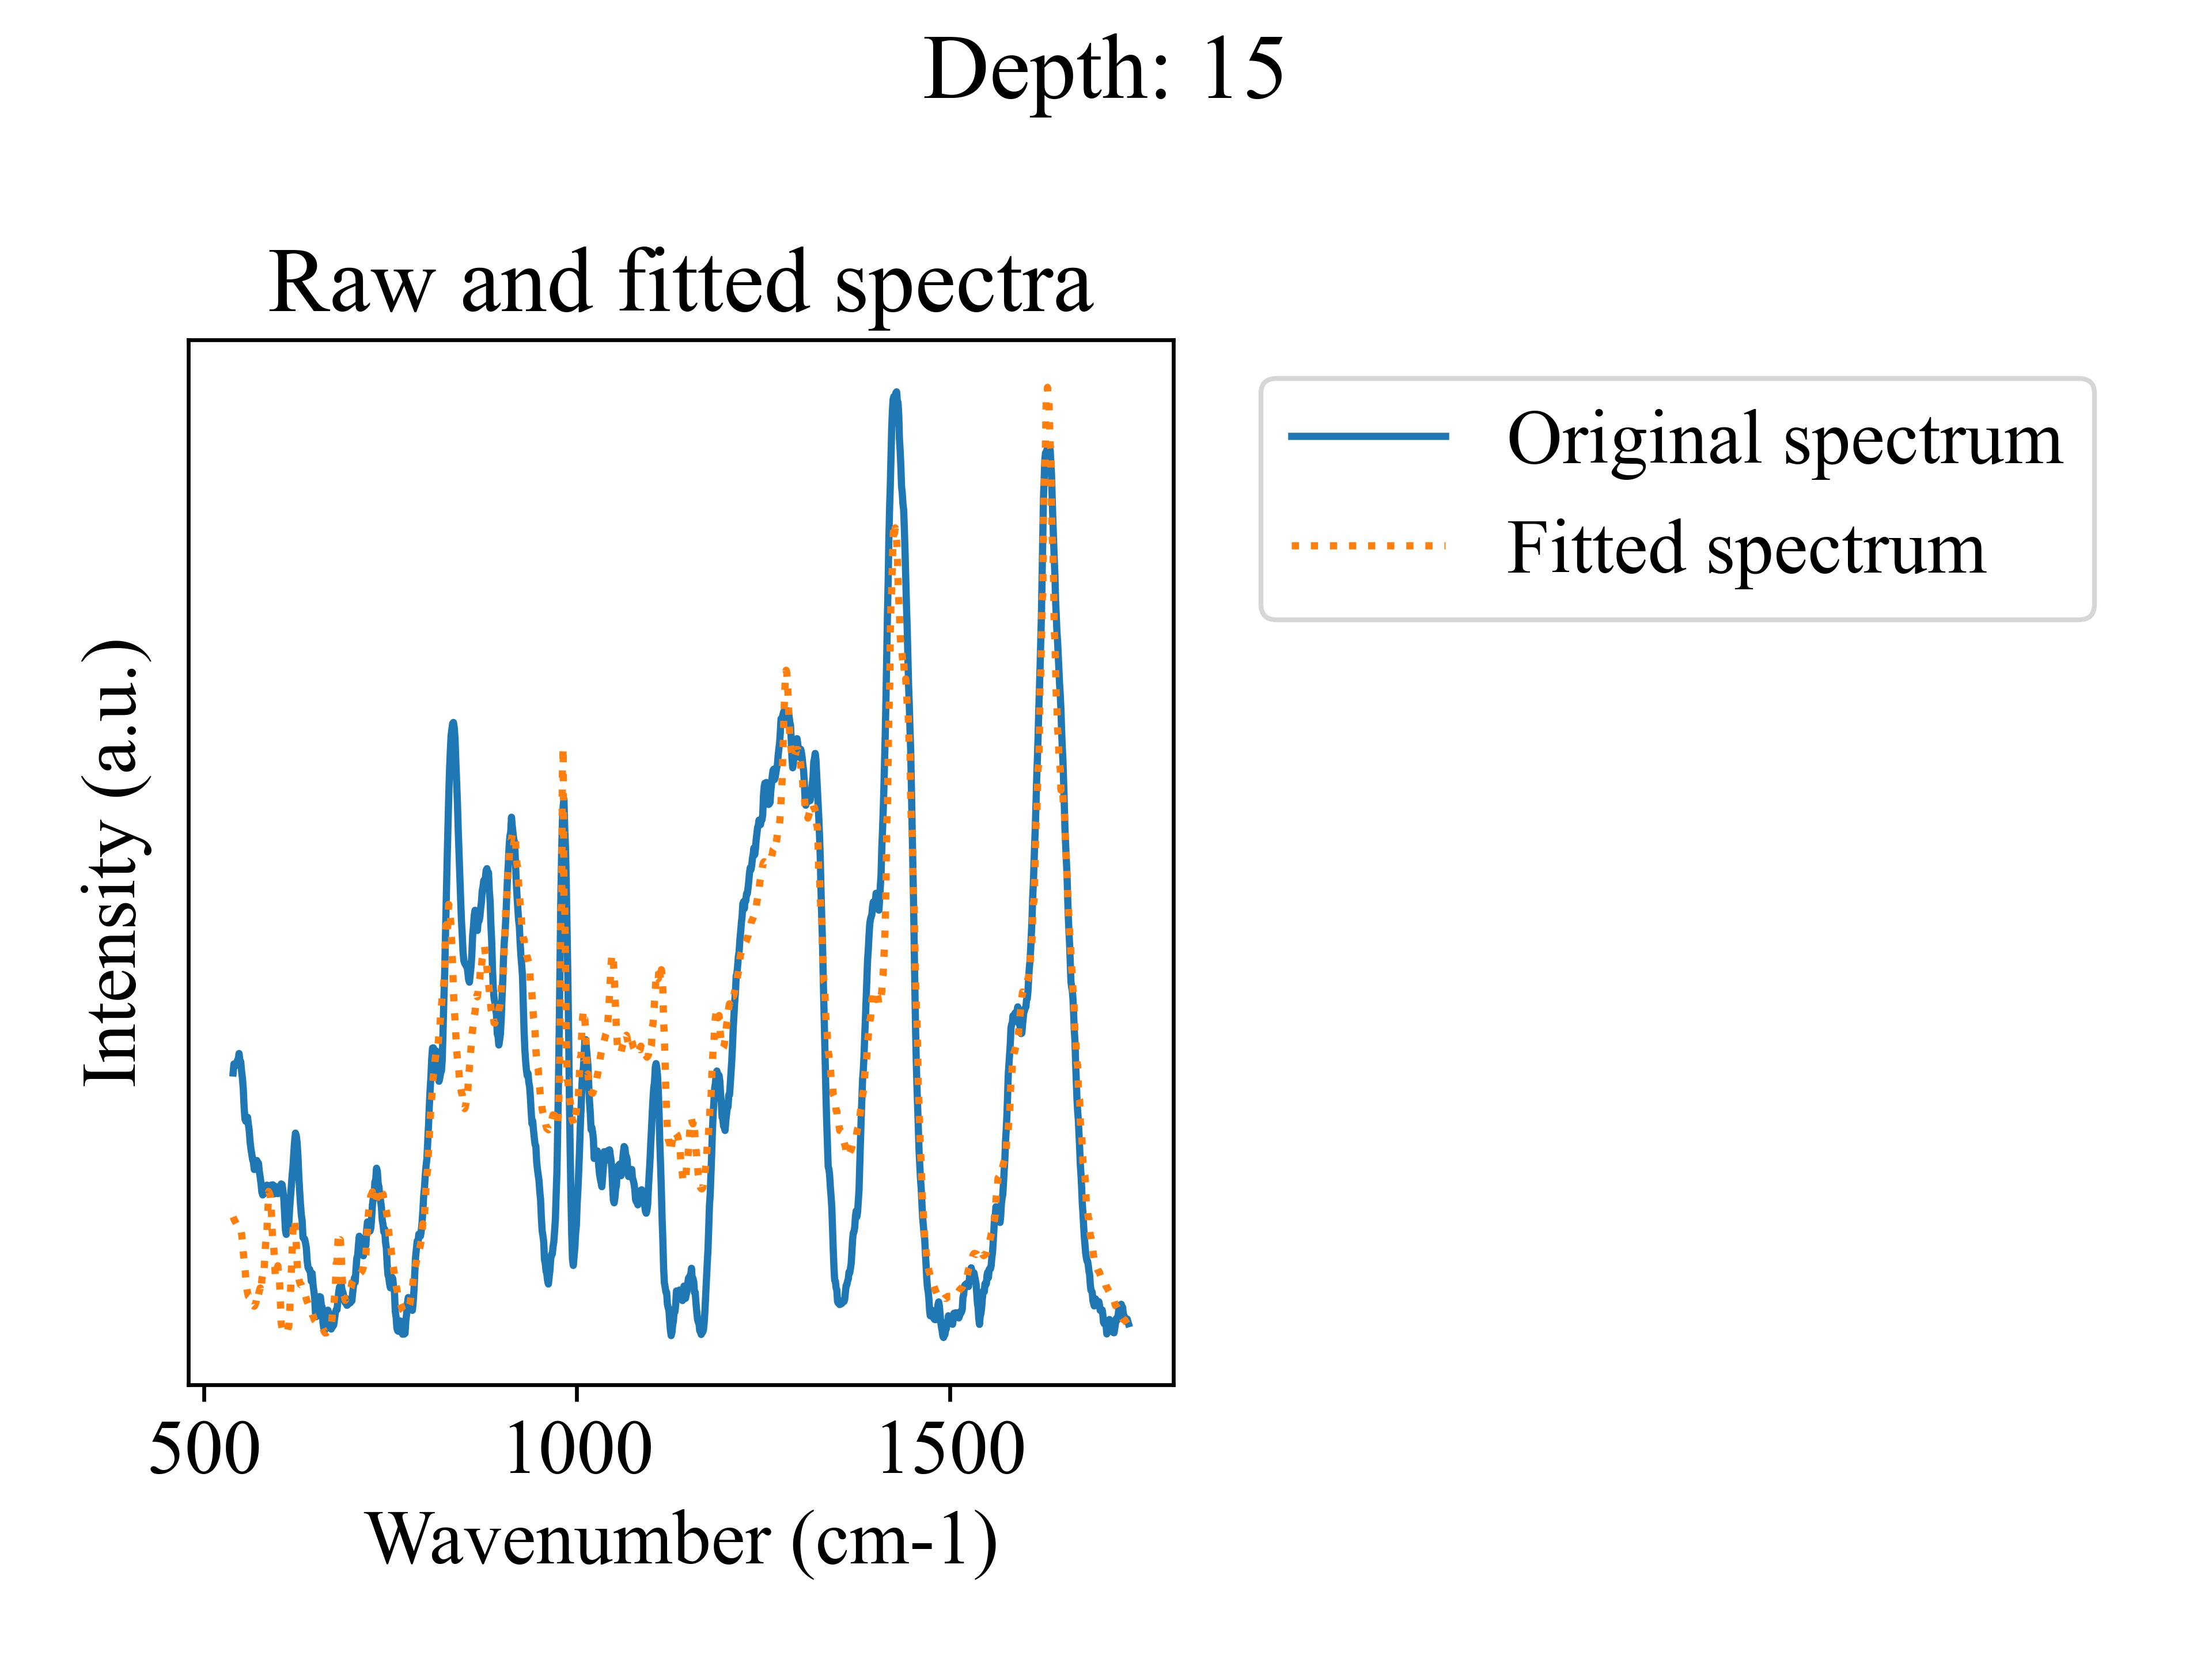 Depth: 15
Raw and fitted spectra
Original spectrum
Fitted spectrum
Intensity (a.u.)
500 1000 1500
Wavenumber (cm-1)